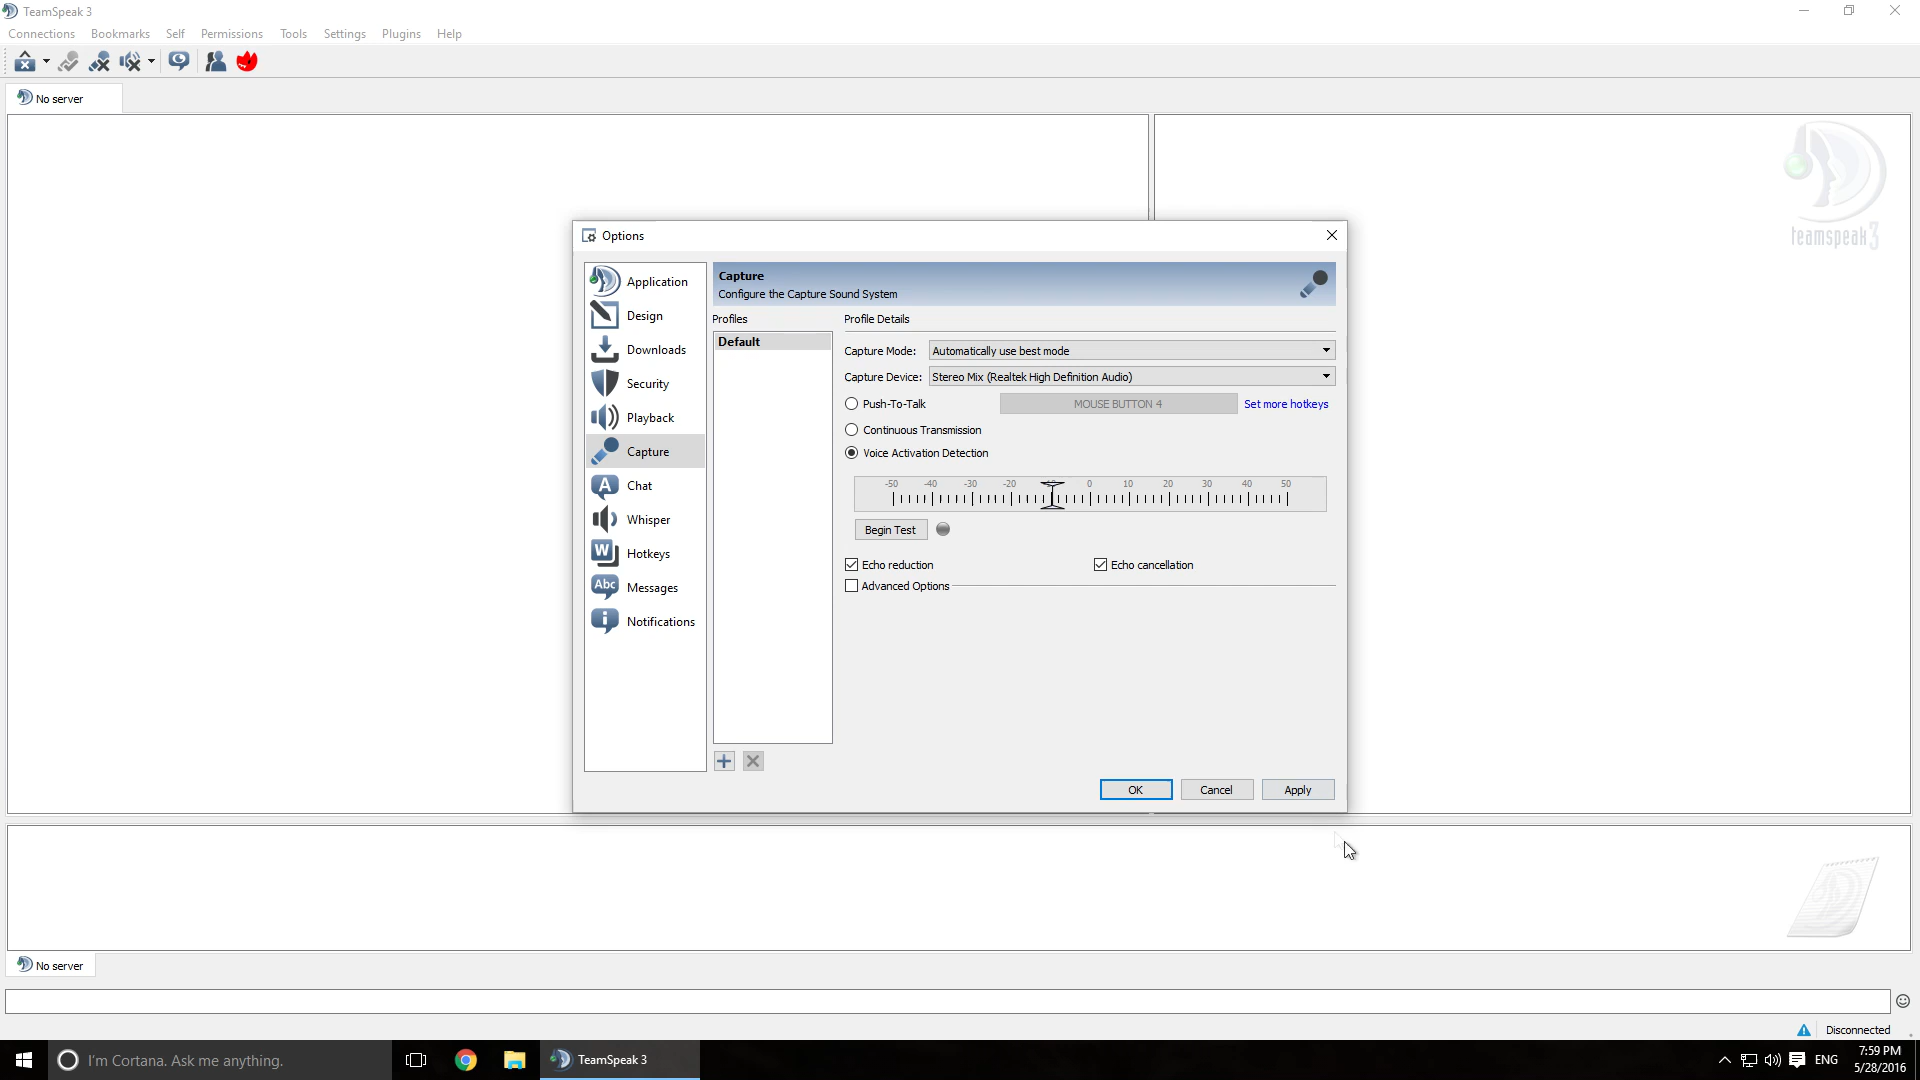 TeamSpeak 3
Connections Bookmarks Self Permissions Tools Settings Plugins Help
No server
teamspeak3
Options
Application
Design
Downloads
Security
Playback
Capture
Chat
Whisper
Hotkeys
Messages
Notifications
Capture
Configure the Capture Sound System
Profiles
Default
Profile Details
Capture Mode: Automatically use best mode
Capture Device: Stereo Mix (Realtek High Definition Audio)
Push-To-Talk MOUSE BUTTON 4 Set more hotkeys
Continuous Transmission
Voice Activation Detection
-50 -40 -30 -20 0 10 20 30 40 50
Begin Test
Echo reduction Echo cancellation
Advanced Options
OK Cancel Apply
No server
Disconnected
I'm Cortana. Ask me anything. TeamSpeak 3 ENG 7:59 PM
5/28/2016